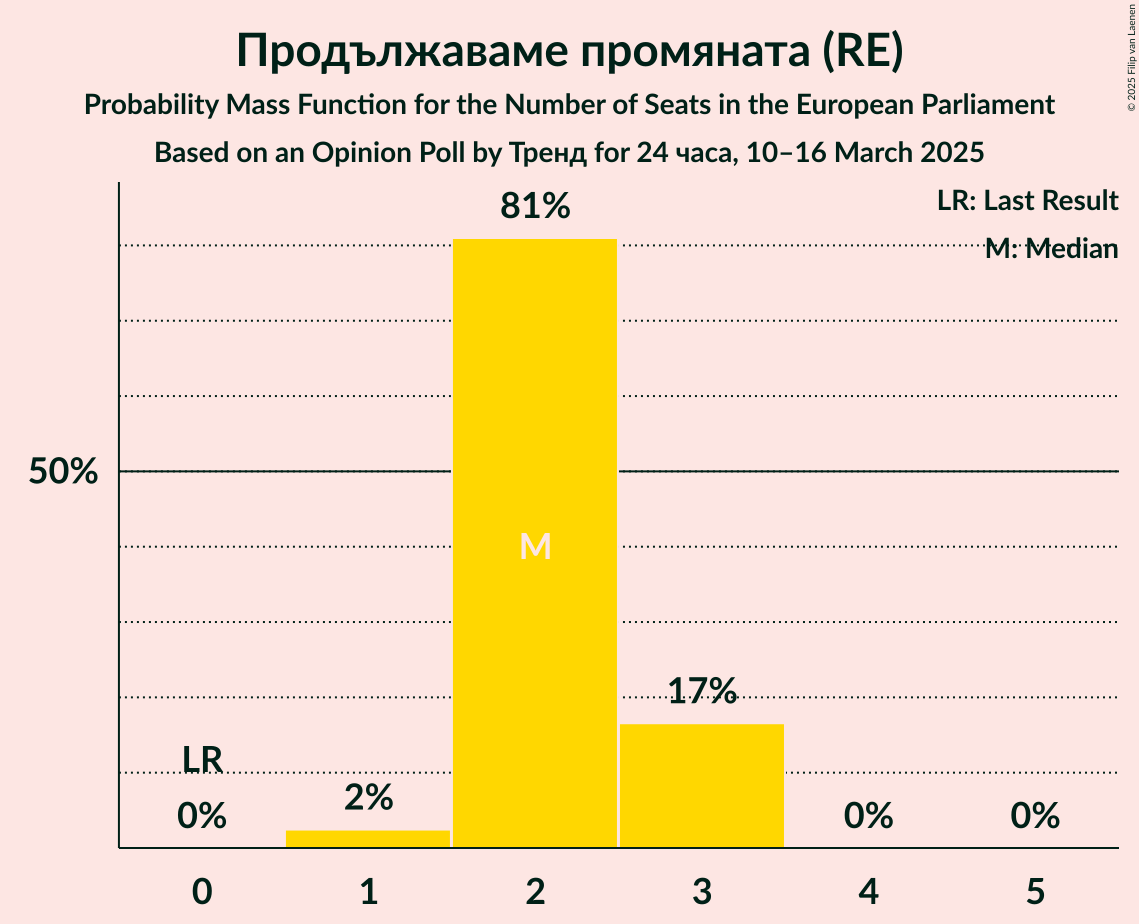 Продължаваме промяната (RE)
Probability Mass Function for the Number of Seats in the European Parliament
Based on an Opinion Poll by Тренд for 24 часа, 10–16 March 2025
© 2025 Filip van Laenen
LR: Last Result
M: Median
81%
50%
M
17%
LR
2%
0%
0%
0%
0
1
2
3
4
5